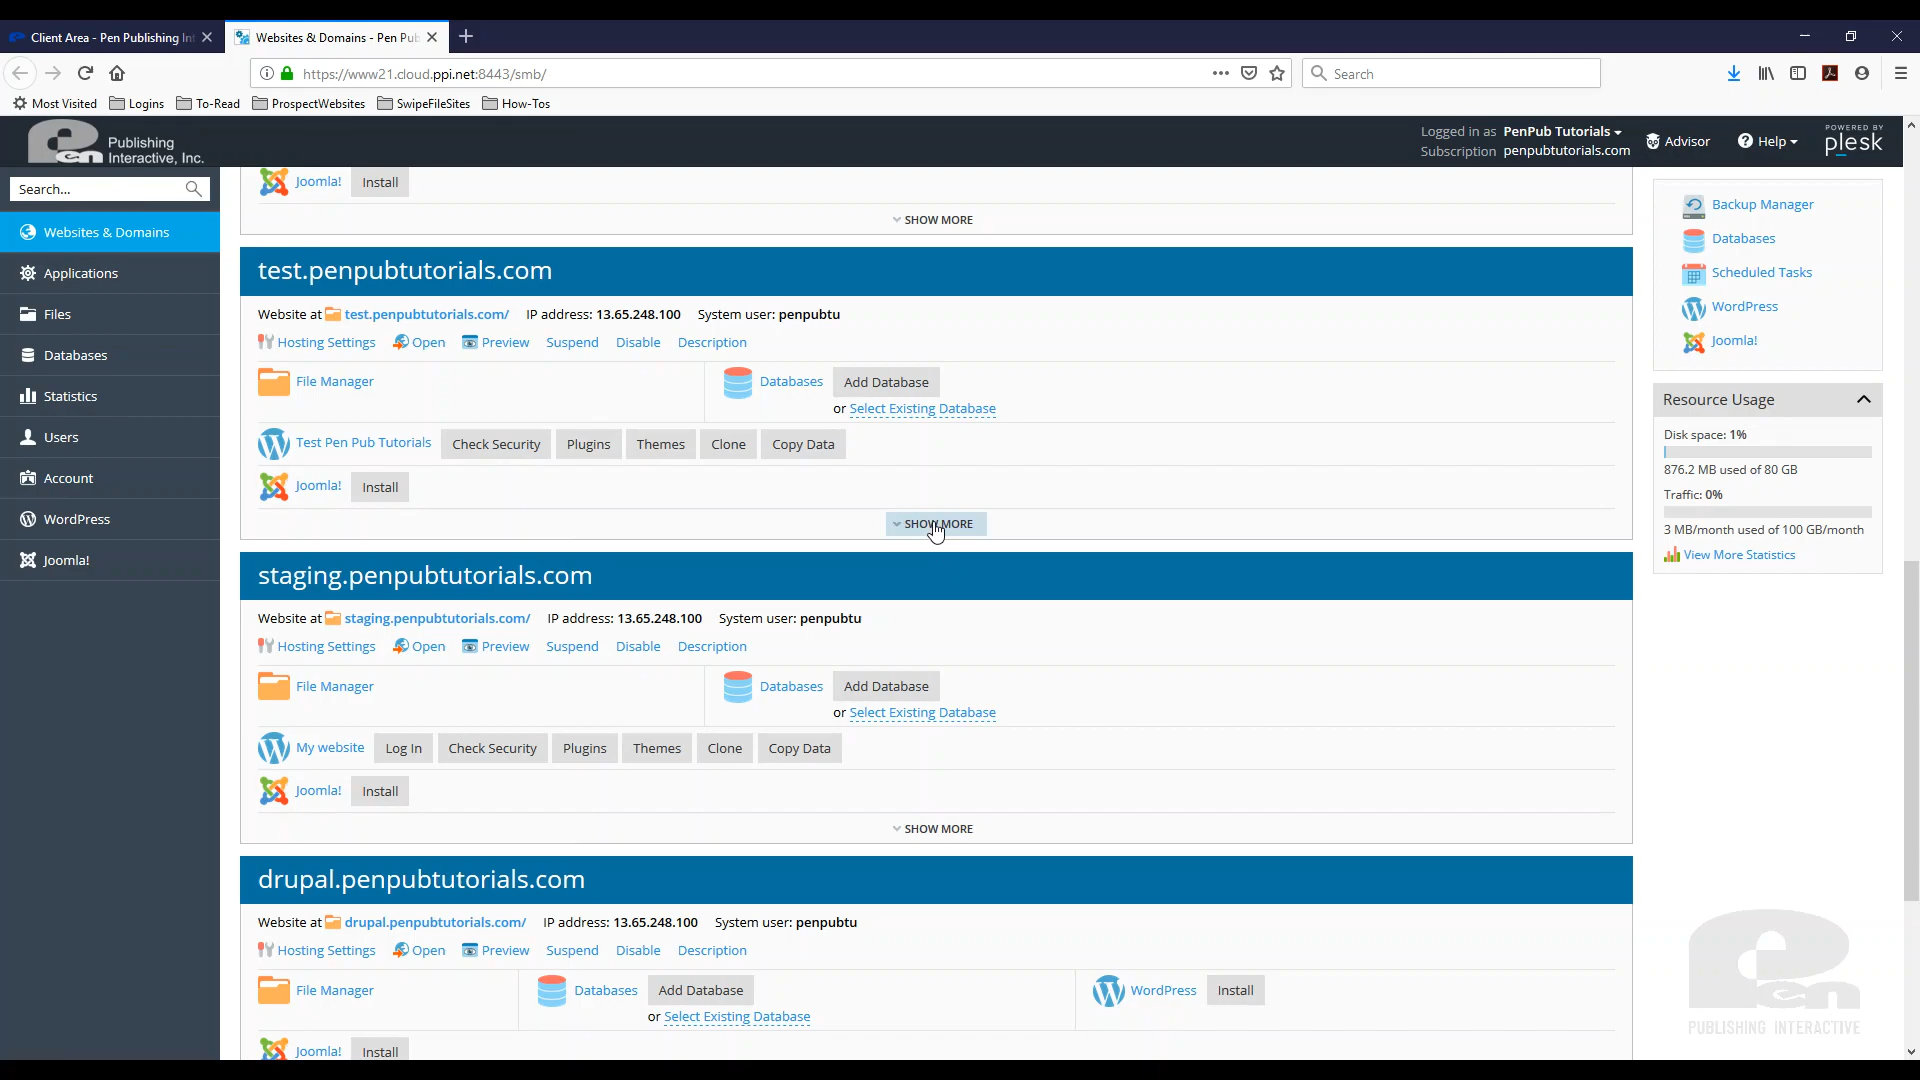 Client Area - Pen Publishing Int
Websites & Domains - Pen Pub
https://www21.cloud.ppi.net:8443/smb/
Search
Most Visited
Logins
To-Read
ProspectWebsites
SwipeFileSites
How-Tos
Publishing
Interactive, Inc.
Logged in as PenPub Tutorials
Subscription penpubtutorials.com
Advisor
Help
POWERED BY
plesk
Search...
Websites & Domains
Applications
Files
Databases
Statistics
Users
Account
WordPress
Joomla!
Joomla! Install
SHOW MORE
test.penpubtutorials.com
Website at test.penpubtutorials.com/ IP address: 13.65.248.100 System user: penpubtu
Hosting Settings Open Preview Suspend Disable Description
File Manager Databases Add Database
or Select Existing Database
Test Pen Pub Tutorials Check Security Plugins Themes Clone Copy Data
Joomla! Install
SHOW MORE
staging.penpubtutorials.com
Website at staging.penpubtutorials.com/ IP address: 13.65.248.100 System user: penpubtu
Hosting Settings Open Preview Suspend Disable Description
File Manager Databases Add Database
or Select Existing Database
My website Log In Check Security Plugins Themes Clone Copy Data
Joomla! Install
SHOW MORE
drupal.penpubtutorials.com
Website at drupal.penpubtutorials.com/ IP address: 13.65.248.100 System user: penpubtu
Hosting Settings Open Preview Suspend Disable Description
File Manager Databases Add Database WordPress Install
or Select Existing Database
Joomla! Install
Backup Manager
Databases
Scheduled Tasks
WordPress
Joomla!
Resource Usage
Disk space: 1%
876.2 MB used of 80 GB
Traffic: 0%
3 MB/month used of 100 GB/month
View More Statistics
pen
PUBLISHING INTERACTIVE